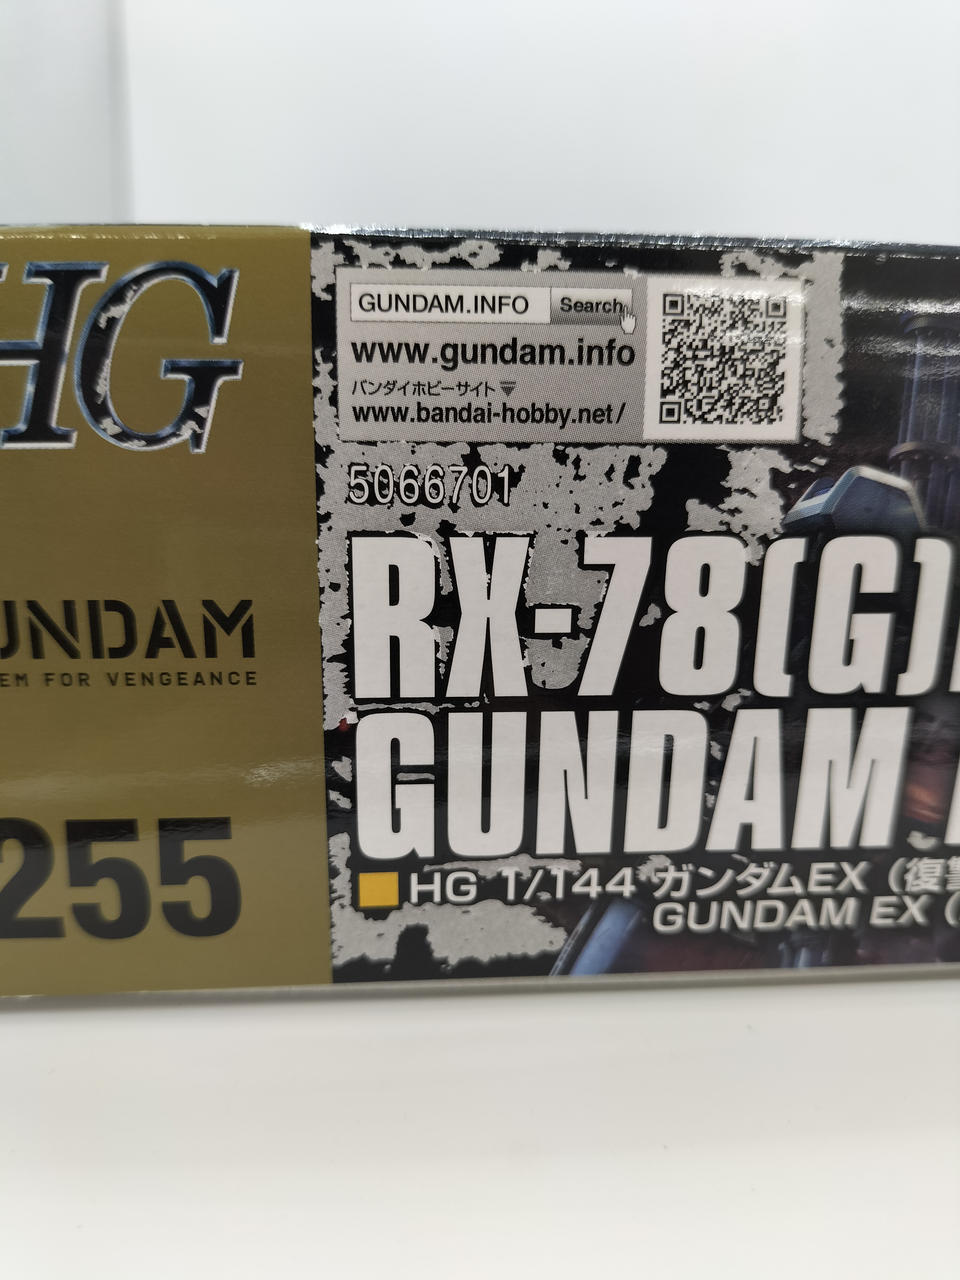 HG
UNDAM
EM FOR VENGEANCE
255
GUNDAM.INFO Search
www.gundam.info
バンダイホビーサイト▼
www.bandai-hobby.net/
5066701
RX-78(G)
GUNDAM
HG 1/144 ガンダムEX（復讐
GUNDAM EX (